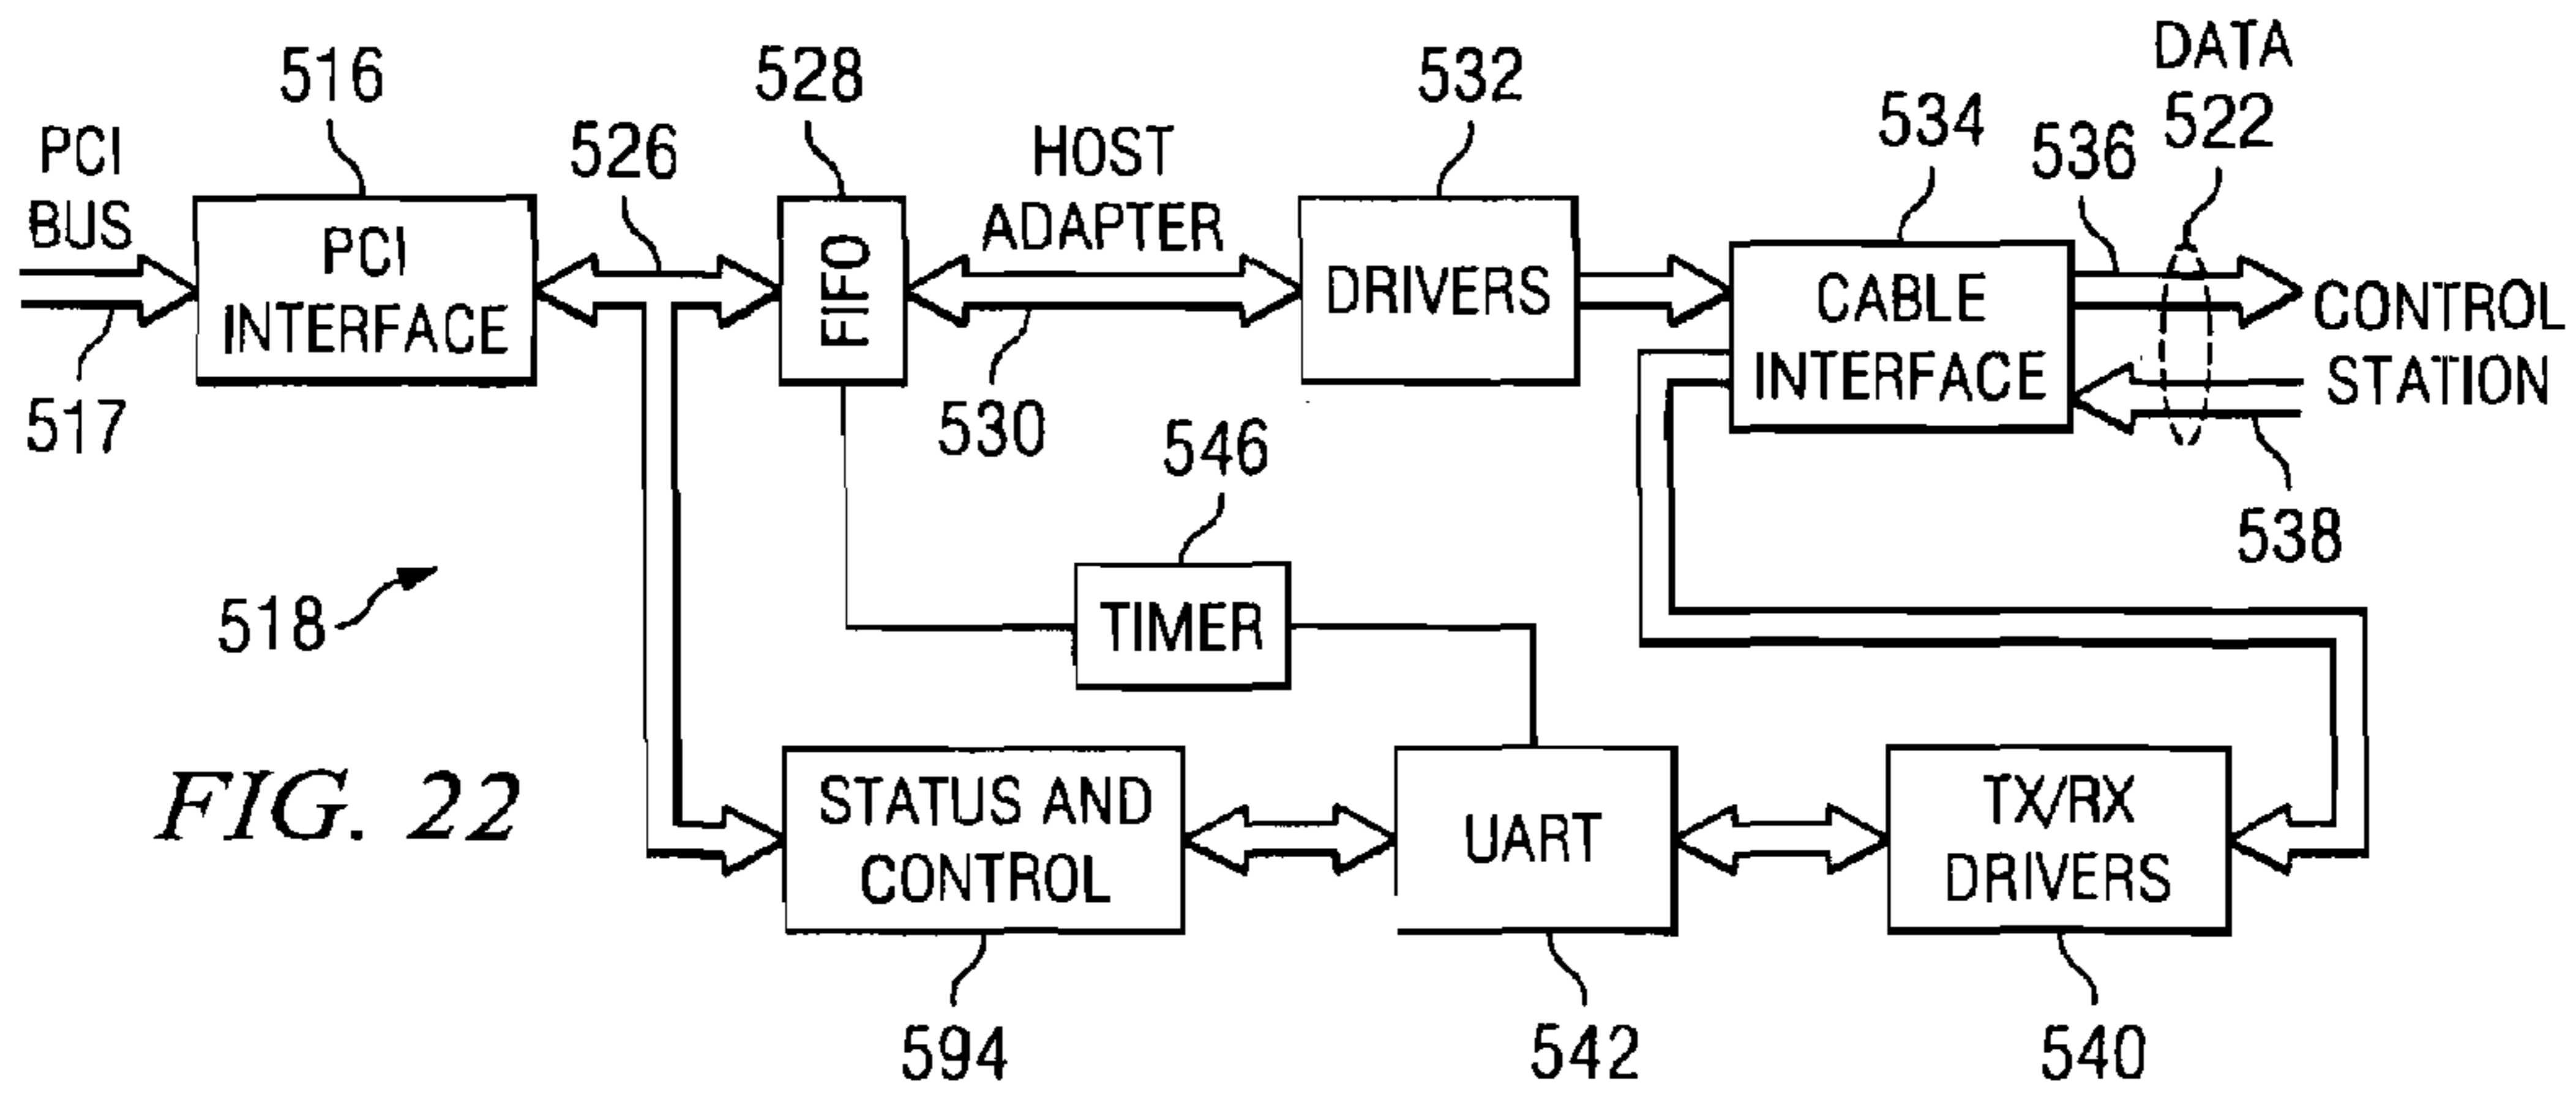 DATA
516
528
532
534
536
522
PCI
BUS
526
HOST
ADAPTER
PCI
INTERFACE
FIFO
DRIVERS
CABLE
INTERFACE
CONTROL
STATION
517
530
546
538
518
TIMER
FIG. 22
STATUS AND
CONTROL
UART
TX/RX
DRIVERS
594
542
540